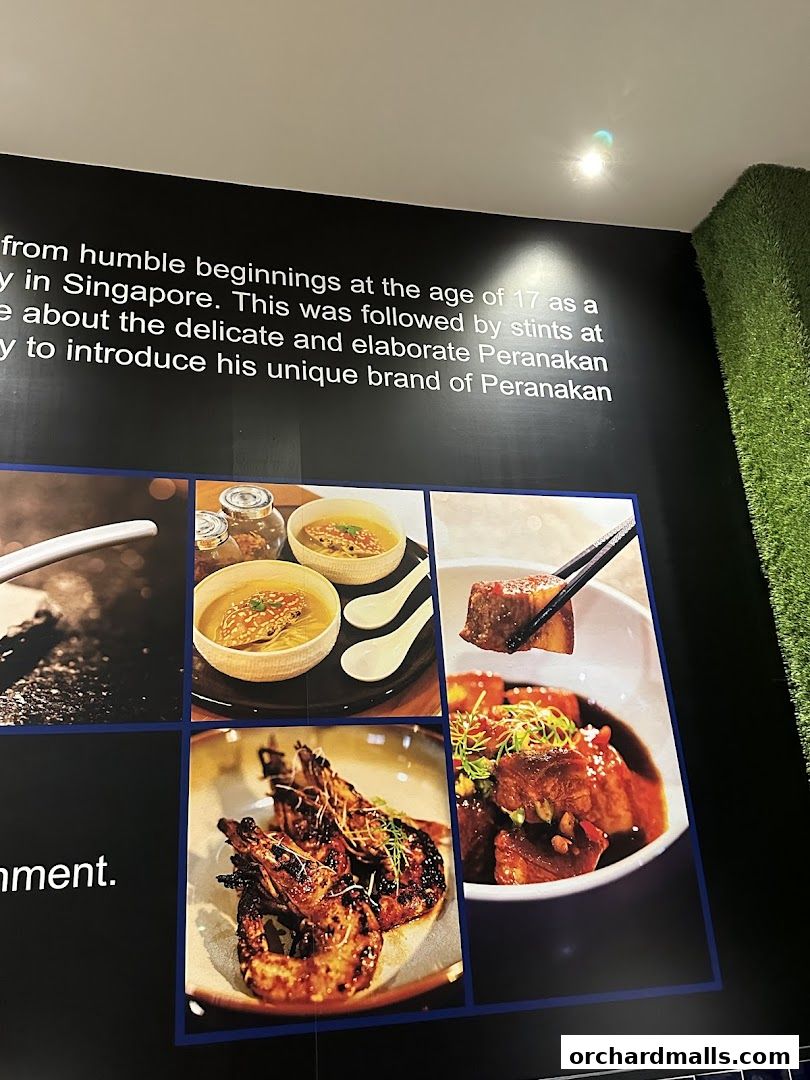 from humble beginnings at the age of 17 as a
y in Singapore. This was followed by stints at
e about the delicate and elaborate Peranakan
y to introduce his unique brand of Peranakan
nment.
orchardmalls.com